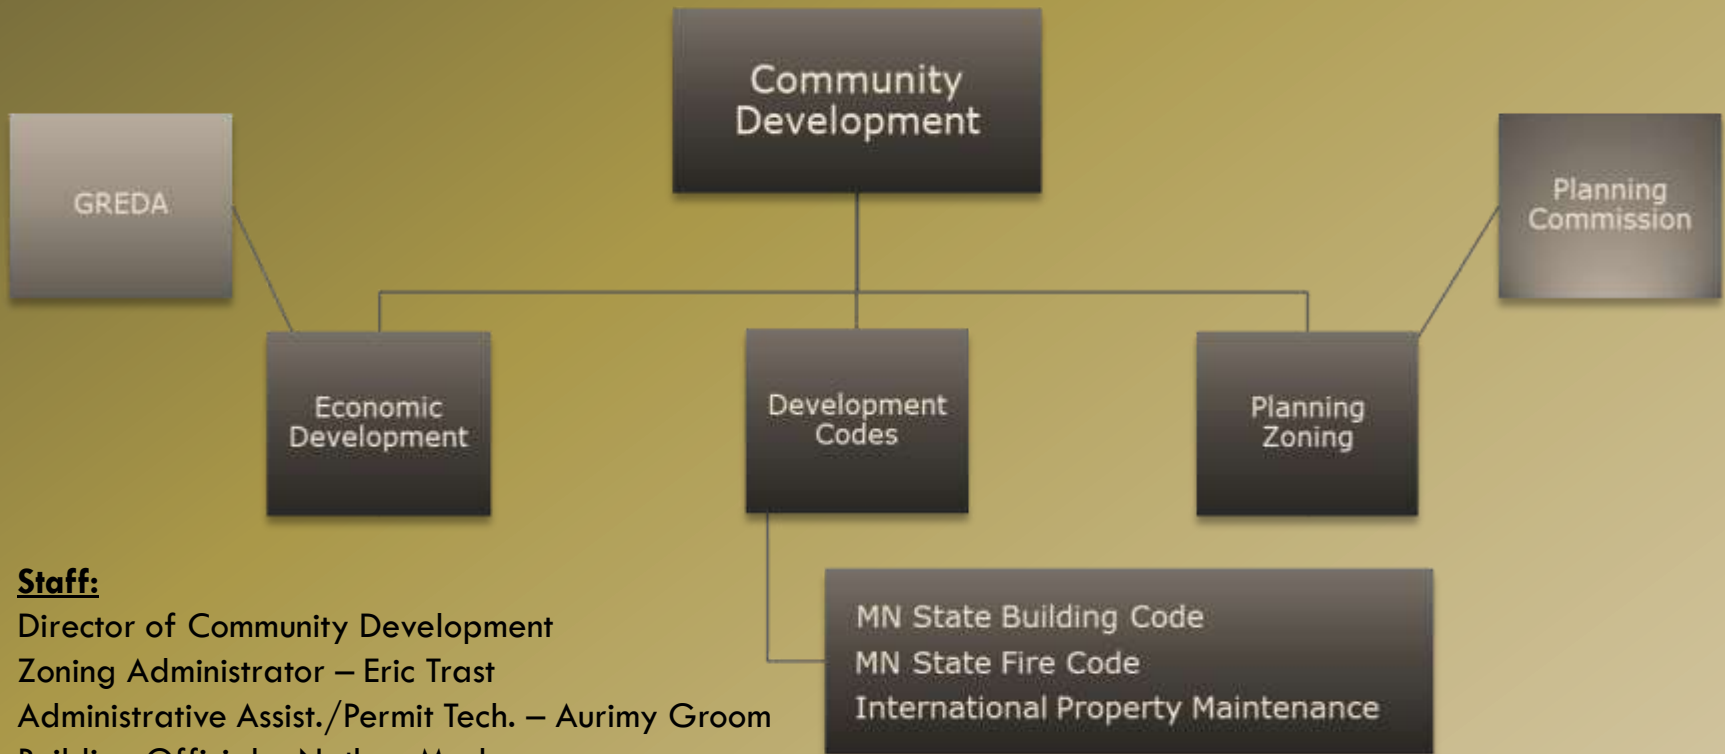 Community
Development
GREDA
Planning
Commission
Economic
Development
Development
Codes
Planning
Zoning
Staff:
Director of Community Development
Zoning Administrator – Eric Trast
Administrative Assist./Permit Tech. – Aurimy Groom
MN State Building Code
MN State Fire Code
International Property Maintenance